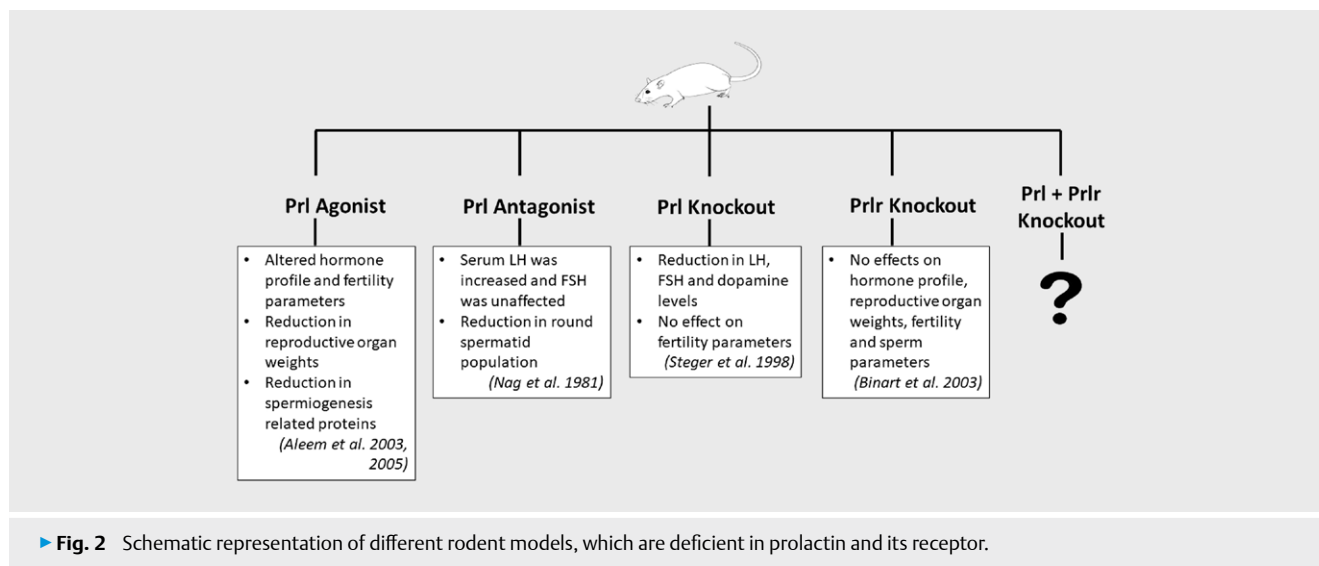 Prl Agonist
• Altered hormone
profile and fertility
parameters
• Reduction in
reproductive organ
weights
• Reduction in
spermiogenesis
related proteins
(Aleem et al. 2003,
2005)
Prl Antagonist
• Serum LH was
increased and FSH
was unaffected
• Reduction in round
spermatid
population
(Nag et al. 1981)
Prl Knockout
• Reduction in LH,
FSH and dopamine
levels
• No effect on
fertility parameters
(Steger et al. 1998)
Prlr Knockout
• No effects on
hormone profile,
reproductive organ
weights, fertility
and sperm
parameters
(Binart et al. 2003)
Prl + Prlr
Knockout
?
▶ Fig. 2 Schematic representation of different rodent models, which are deficient in prolactin and its receptor.